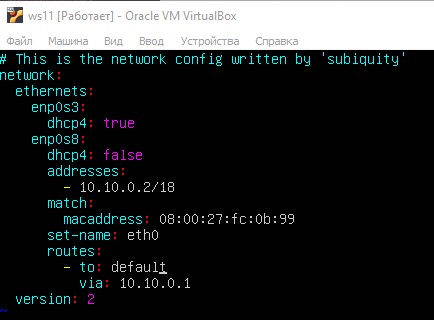 ws11 [Работает] - Oracle VM VirtualBox
Файл Машина Вид Ввод Устройства Справка
# This is the network config written by 'subiquity'
network:
  ethernets:
    enp0s3:
      dhcp4: true
    enp0s8:
      dhcp4: false
      addresses:
        - 10.10.0.2/18
      match:
        macaddress: 08:00:27:fc:0b:99
      set-name: eth0
      routes:
        - to: default
          via: 10.10.0.1
  version: 2
~